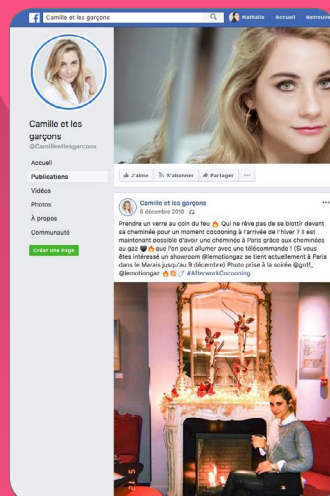 Camille et les garçons
Nathalie Accueil Retrouve
Camille et les
garçons
@Camilleetlesgarcons
Accueil
Publications
Vidéos
Photos
À propos
Communauté
Créer une Page
J'aime S'abonner Partager ...
Camille et les garçons
6 décembre 2018
Prendre un verre au coin du feu 🔥 Qui ne rêve pas de se blottir devant
sa cheminée pour un moment cocooning à l'arrivée de l'hiver ? Il est
maintenant possible d'avoir une cheminée à Paris grâce aux cheminées
au gaz 🖤🔥 que l'on peut allumer avec une télécommande ! (Si vous
êtes intéressé un showroom @lemotiongaz se tient actuellement à Paris
dans le Marais jusqu'au 9 décembre) Photo prise à la soirée @grdf_
@lemotiongaz 🔥 #AfterworkCocooning